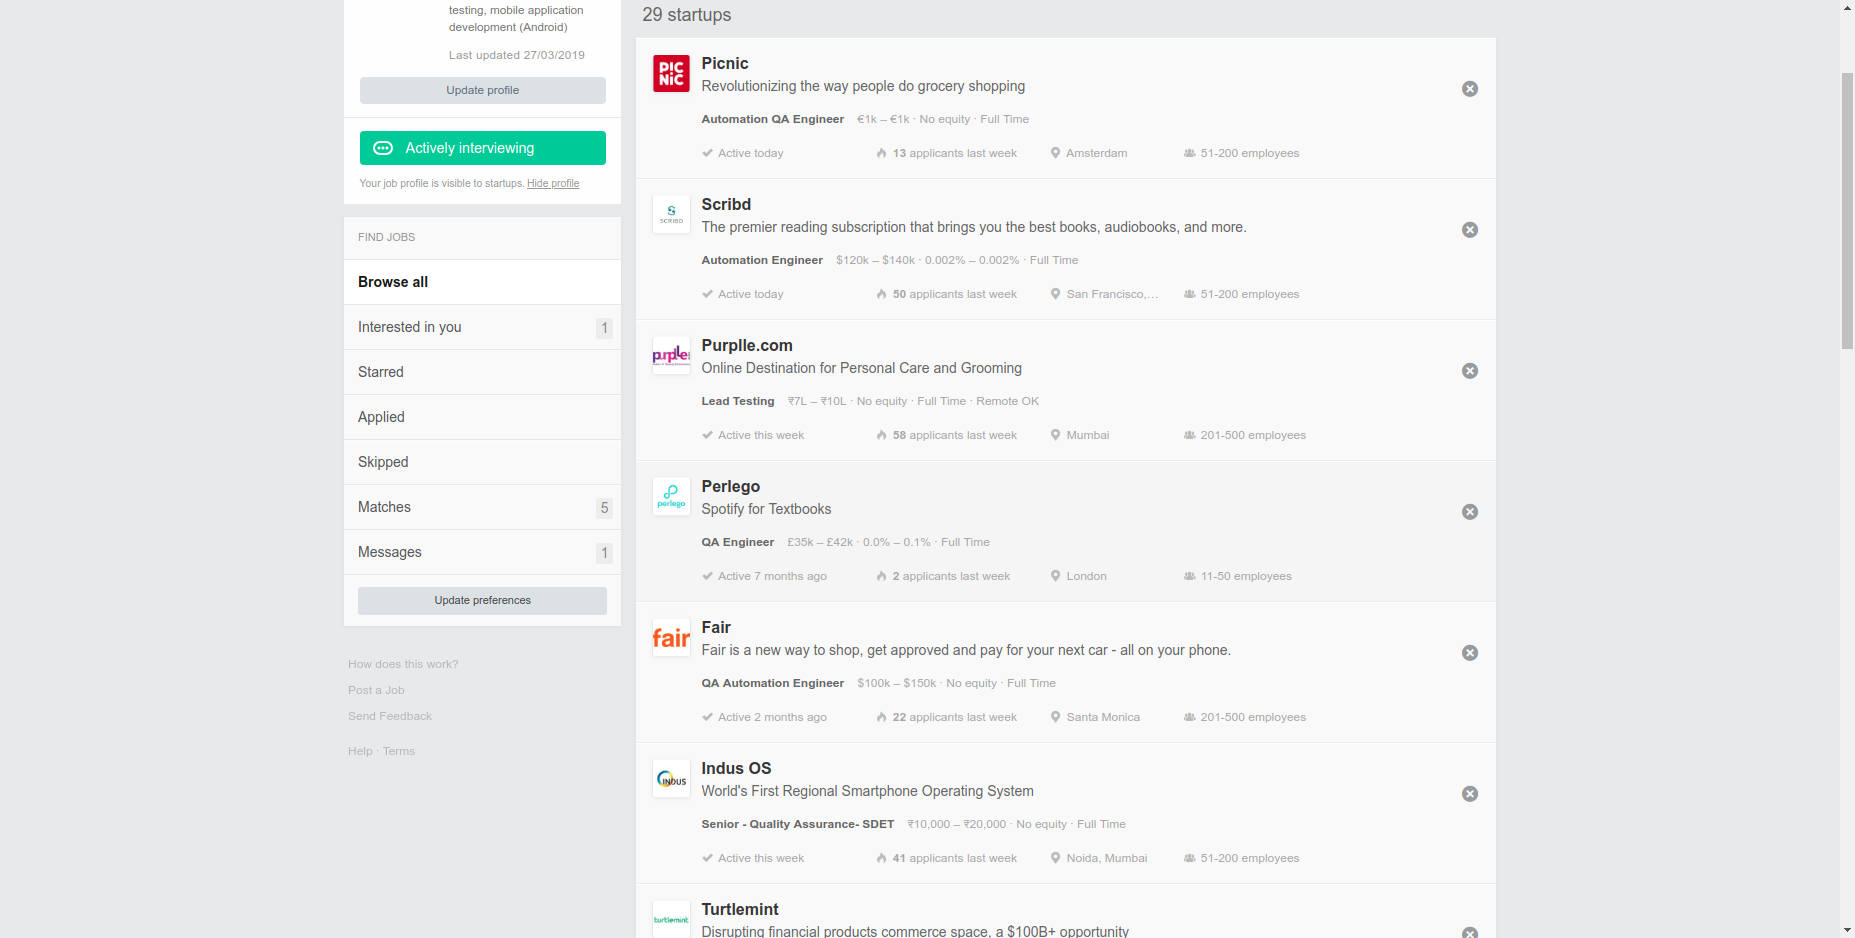 testing, mobile application
development (Android)
Last updated 27/03/2019
Update profile
Actively interviewing
Your job profile is visible to startups. Hide profile
FIND JOBS
Browse all
Interested in you 1
Starred
Applied
Skipped
Matches 5
Messages 1
Update preferences
How does this work?
Post a Job
Send Feedback
Help · Terms
29 startups
PIC
NIC
Picnic
Revolutionizing the way people do grocery shopping
Automation QA Engineer €1k – €1k · No equity · Full Time
Active today 13 applicants last week Amsterdam 51-200 employees
SCRIBD
Scribd
The premier reading subscription that brings you the best books, audiobooks, and more.
Automation Engineer $120k – $140k · 0.002% – 0.002% · Full Time
Active today 50 applicants last week San Francisco,... 51-200 employees
purplle
Purplle.com
Online Destination for Personal Care and Grooming
Lead Testing ₹7L – ₹10L · No equity · Full Time · Remote OK
Active this week 58 applicants last week Mumbai 201-500 employees
perlego
Perlego
Spotify for Textbooks
QA Engineer £35k – £42k · 0.0% – 0.1% · Full Time
Active 7 months ago 2 applicants last week London 11-50 employees
fair
Fair
Fair is a new way to shop, get approved and pay for your next car - all on your phone.
QA Automation Engineer $100k – $150k · No equity · Full Time
Active 2 months ago 22 applicants last week Santa Monica 201-500 employees
INDUS
Indus OS
World's First Regional Smartphone Operating System
Senior - Quality Assurance- SDET ₹10,000 – ₹20,000 · No equity · Full Time
Active this week 41 applicants last week Noida, Mumbai 51-200 employees
turtlemint
Turtlemint
Disrupting financial products commerce space, a $100B+ opportunity